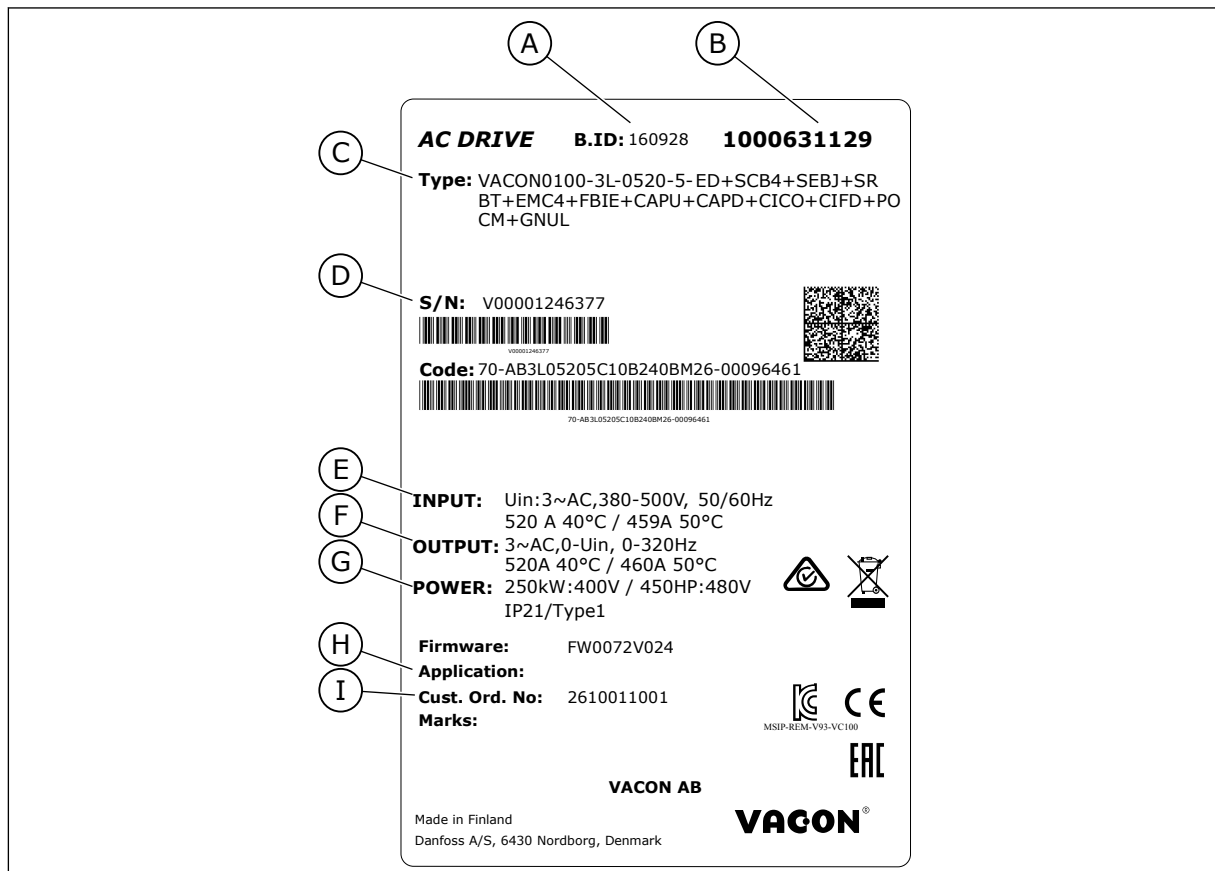 A
B
AC DRIVE B.ID: 160928 1000631129
C
Type: VACON0100-3L-0520-5-ED+SCB4+SEBJ+SR
BT+EMC4+FBIE+CAPU+CAPD+CICO+CIFD+PO
CM+GNUL
D
S/N: V00001246377
V00001246377
Code: 70-AB3L05205C10B240BM26-00096461
70-AB3L05205C10B240BM26-00096461
E
INPUT: Uin:3~AC,380-500V, 50/60Hz
520 A 40°C / 459A 50°C
F
OUTPUT: 3~AC,0-Uin, 0-320Hz
520A 40°C / 460A 50°C
G
POWER: 250kW:400V / 450HP:480V
IP21/Type1
Firmware: FW0072V024
H
Application:
I
Cust. Ord. No: 2610011001
Marks:
MSIP-REM-V93-VC100
CE
EAC
VACON AB
Made in Finland
Danfoss A/S, 6430 Nordborg, Denmark
VACON®